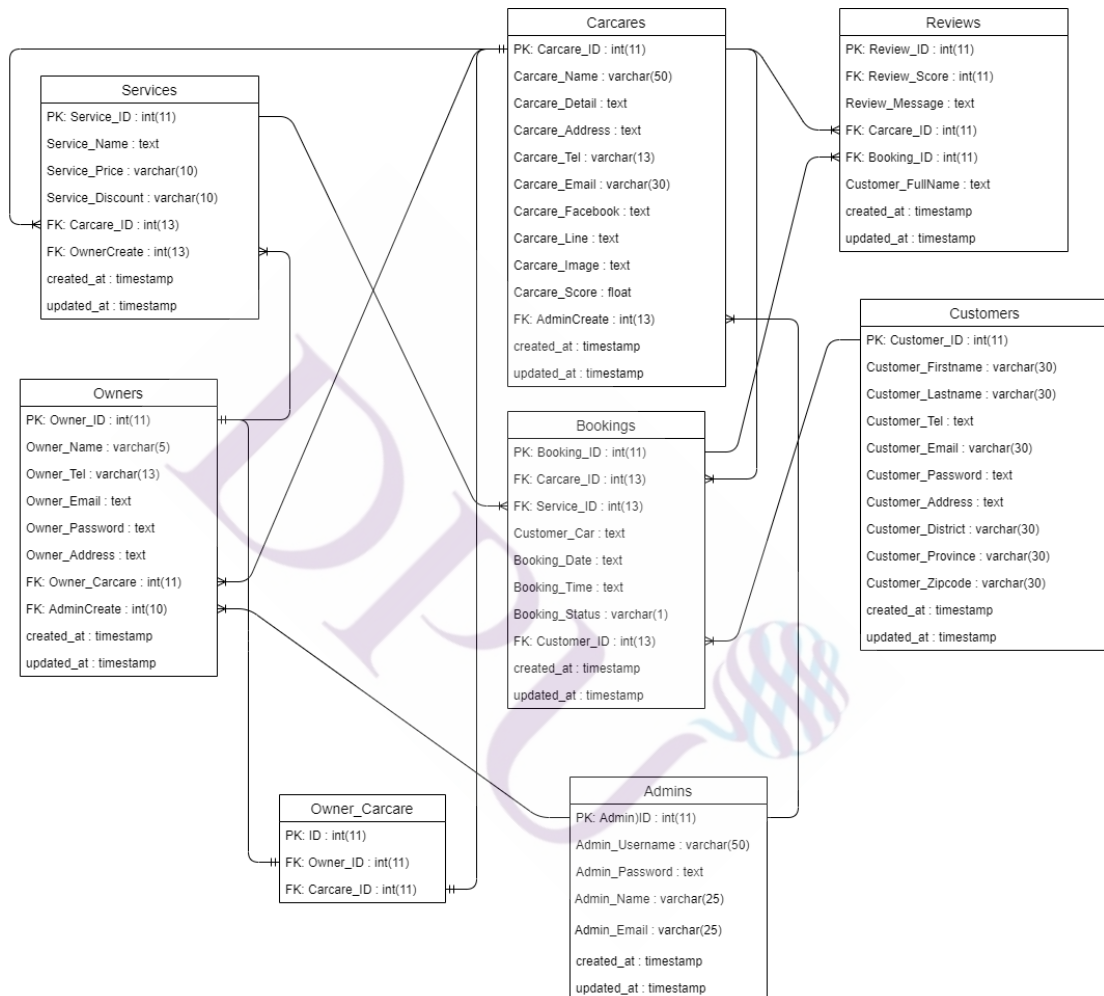 Carcares
PK: Carcare_ID : int(11)
Carcare_Name : varchar(50)
Carcare_Detail : text
Carcare_Address : text
Carcare_Tel : varchar(13)
Carcare_Email : varchar(30)
Carcare_Facebook : text
Carcare_Line : text
Carcare_Image : text
Carcare_Score : float
FK: AdminCreate : int(13)
created_at : timestamp
updated_at : timestamp
Reviews
PK: Review_ID : int(11)
FK: Review_Score : int(11)
Review_Message : text
FK: Carcare_ID : int(11)
FK: Booking_ID : int(11)
Customer_FullName : text
created_at : timestamp
updated_at : timestamp
Services
PK: Service_ID : int(11)
Service_Name : text
Service_Price : varchar(10)
Service_Discount : varchar(10)
FK: Carcare_ID : int(13)
FK: OwnerCreate : int(13)
created_at : timestamp
updated_at : timestamp
Customers
PK: Customer_ID : int(11)
Customer_Firstname : varchar(30)
Customer_Lastname : varchar(30)
Customer_Tel : text
Customer_Email : varchar(30)
Customer_Password : text
Customer_Address : text
Customer_District : varchar(30)
Customer_Province : varchar(30)
Customer_Zipcode : varchar(30)
created_at : timestamp
updated_at : timestamp
Owners
PK: Owner_ID : int(11)
Owner_Name : varchar(5)
Owner_Tel : varchar(13)
Owner_Email : text
Owner_Password : text
Owner_Address : text
FK: Owner_Carcare : int(11)
FK: AdminCreate : int(10)
created_at : timestamp
updated_at : timestamp
Bookings
PK: Booking_ID : int(11)
FK: Carcare_ID : int(13)
FK: Service_ID : int(13)
Customer_Car : text
Booking_Date : text
Booking_Time : text
Booking_Status : varchar(1)
FK: Customer_ID : int(13)
created_at : timestamp
updated_at : timestamp
Owner_Carcare
PK: ID : int(11)
FK: Owner_ID : int(11)
FK: Carcare_ID : int(11)
Admins
PK: Admin)ID : int(11)
Admin_Username : varchar(50)
Admin_Password : text
Admin_Name : varchar(25)
Admin_Email : varchar(25)
created_at : timestamp
updated_at : timestamp
DPU